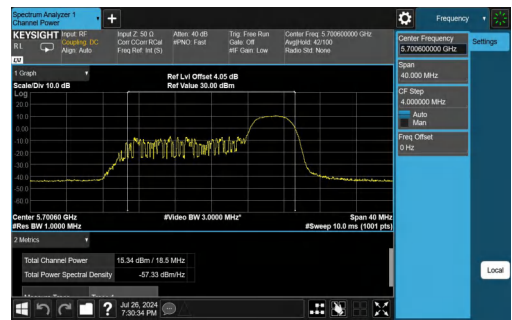 Spectrum Analyzer 1
Channel Power
Frequency
KEYSIGHT
R L
LV
Input: RF
Coupling: DC
Align: Auto
Input Z: 50 Ω
Corr CCorr RCal
Freq Ref: Int (S)
Atten: 40 dB
#PNO: Fast
Trig: Free Run
Gate: Off
#IF Gain: Low
Center Freq: 5.700600000 GHz
Avg|Hold: 42/100
Radio Std: None
Center Frequency
5.700600000 GHz
Settings
Span
40.000 MHz
CF Step
4.000000 MHz
Auto
Man
Freq Offset
0 Hz
Local
1 Graph
Scale/Div 10.0 dB
Ref Lvl Offset 4.05 dB
Ref Value 30.00 dBm
Log
20.0
10.0
0.00
-10.0
-20.0
-30.0
-40.0
-50.0
-60.0
Center 5.70060 GHz
#Res BW 1.0000 MHz
#Video BW 3.0000 MHz*
Span 40 MHz
#Sweep 10.0 ms (1001 pts)
2 Metrics
Total Channel Power
15.34 dBm / 18.5 MHz
Total Power Spectral Density
-57.33 dBm/Hz
?
Jul 26, 2024
7:30:34 PM